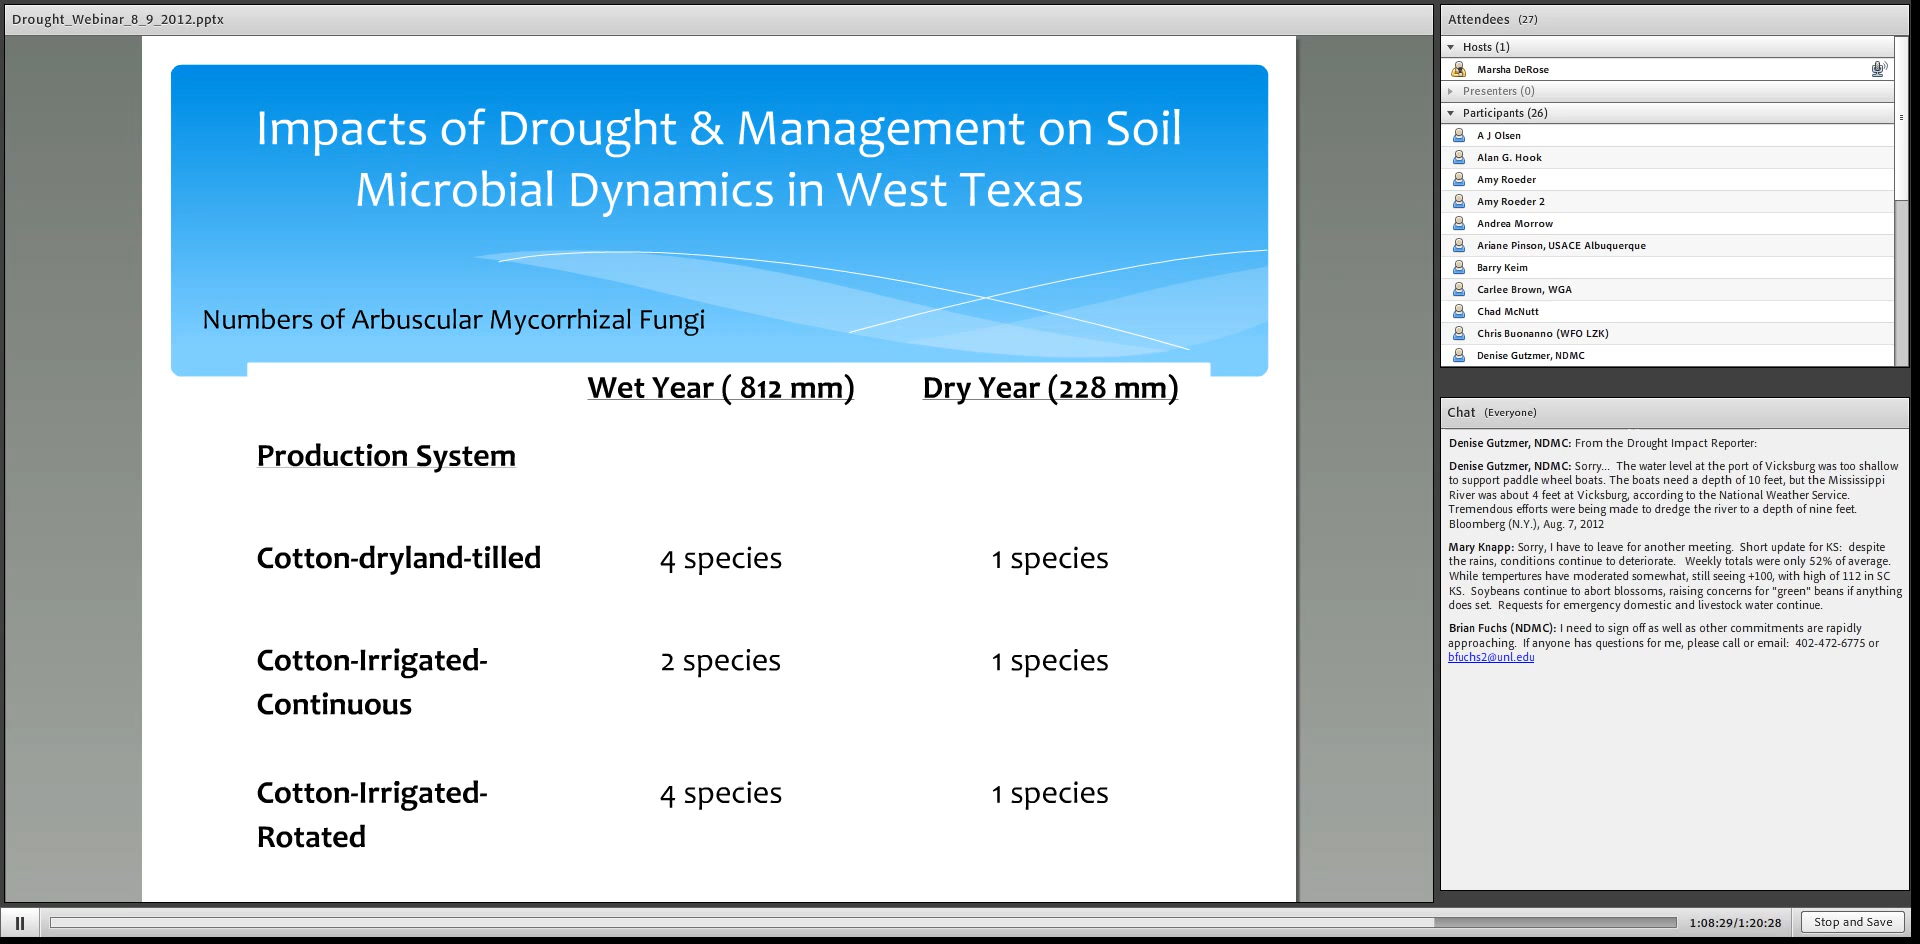 Drought_Webinar_8_9_2012.pptx
Impacts of Drought & Management on Soil
Microbial Dynamics in West Texas
Numbers of Arbuscular Mycorrhizal Fungi
Wet Year ( 812 mm) Dry Year (228 mm)
Production System
Cotton-dryland-tilled 4 species 1 species
Cotton-Irrigated- 2 species 1 species
Continuous
Cotton-Irrigated- 4 species 1 species
Rotated
Attendees (27)
Hosts (1)
Marsha DeRose
Presenters (0)
Participants (26)
A J Olsen
Alan G. Hook
Amy Roeder
Amy Roeder 2
Andrea Morrow
Ariane Pinson, USACE Albuquerque
Barry Keim
Carlee Brown, WGA
Chad McNutt
Chris Buonanno (WFO LZK)
Denise Gutzmer, NDMC
Chat (Everyone)
Denise Gutzmer, NDMC: From the Drought Impact Reporter:
Denise Gutzmer, NDMC: Sorry... The water level at the port of Vicksburg was too shallow
to support paddle wheel boats. The boats need a depth of 10 feet, but the Mississippi
River was about 4 feet at Vicksburg, according to the National Weather Service.
Tremendous efforts were being made to dredge the river to a depth of nine feet.
Bloomberg (N.Y.), Aug. 7, 2012
Mary Knapp: Sorry, I have to leave for another meeting. Short update for KS: despite
the rains, conditions continue to deteriorate. Weekly totals were only 52% of average.
While tempertures have moderated somewhat, still seeing +100, with high of 112 in SC
KS. Soybeans continue to abort blossoms, raising concerns for "green" beans if anything
does set. Requests for emergency domestic and livestock water continue.
Brian Fuchs (NDMC): I need to sign off as well as other commitments are rapidly
approaching. If anyone has questions for me, please call or email: 402-472-6775 or
bfuchs2@unl.edu
1:08:29/1:20:28 Stop and Save